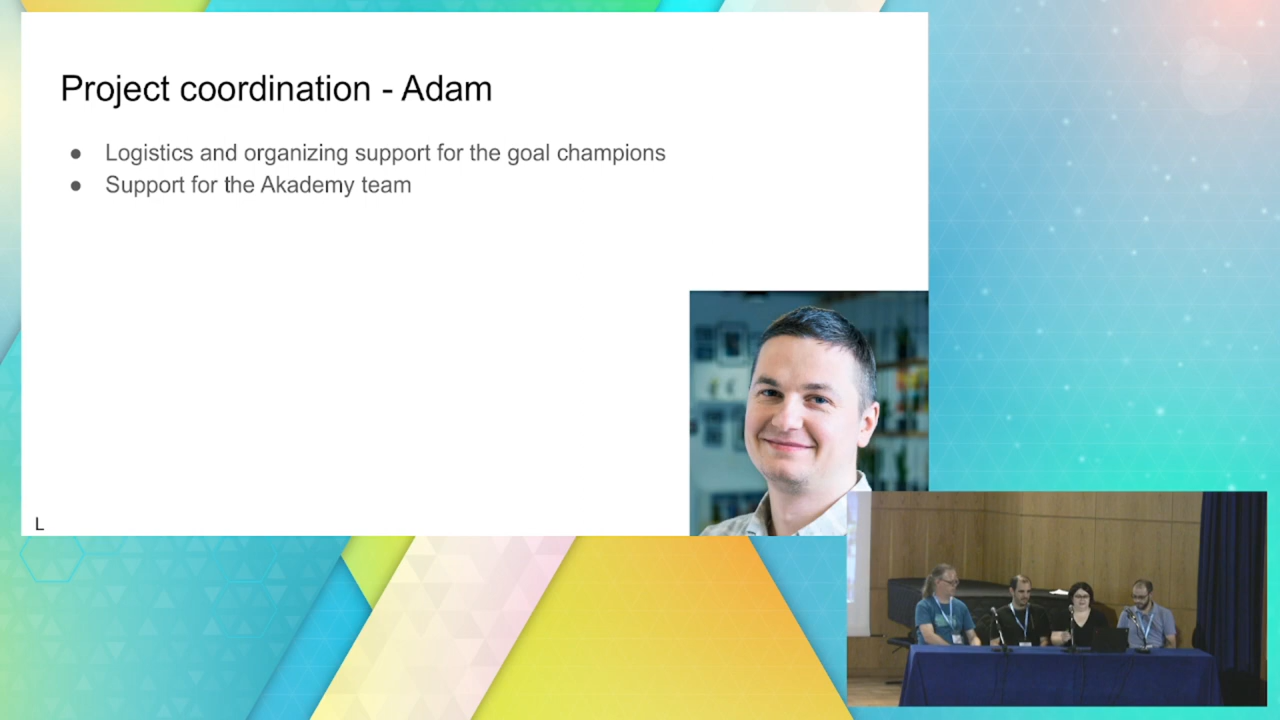 Project coordination - Adam
● Logistics and organizing support for the goal champions
● Support for the Akademy team
L